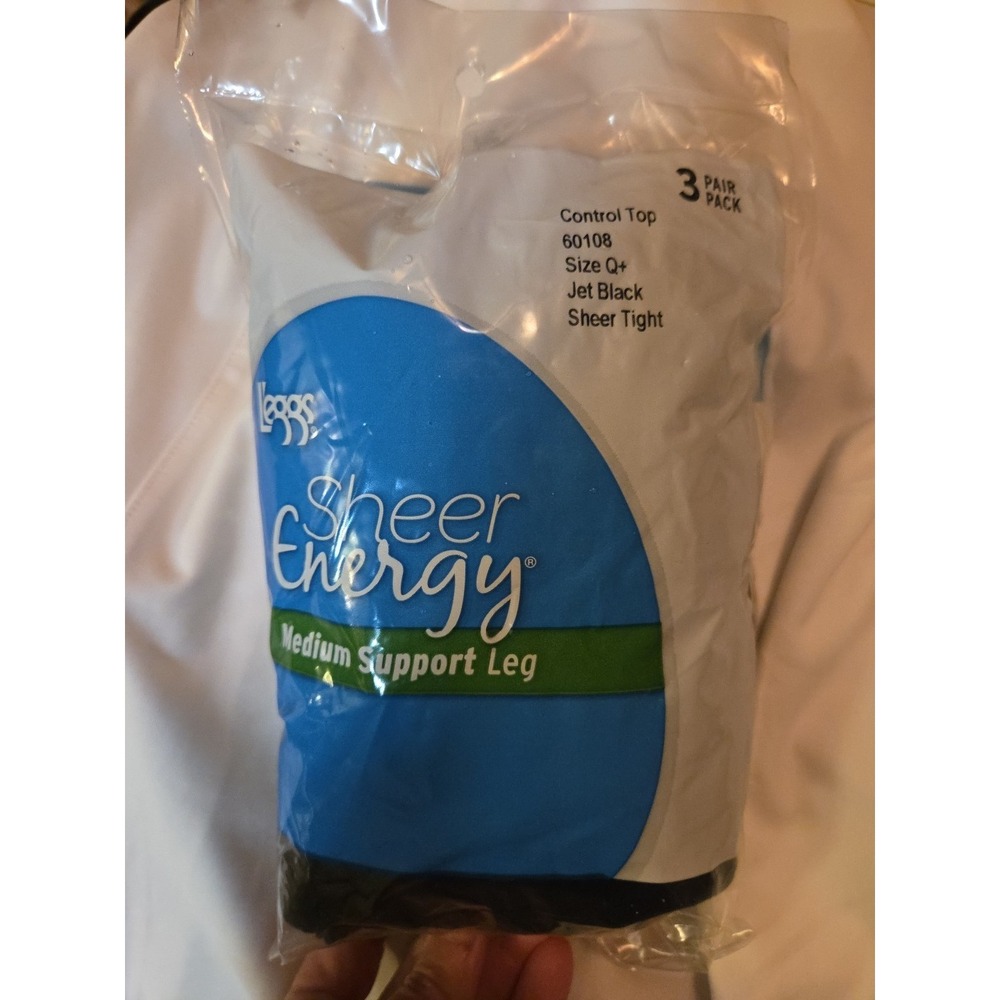 3 PAIR
PACK
Control Top
60108
Size Q+
Jet Black
Sheer Tight
L'eggs®
Sheer
Energy®
Medium Support Leg